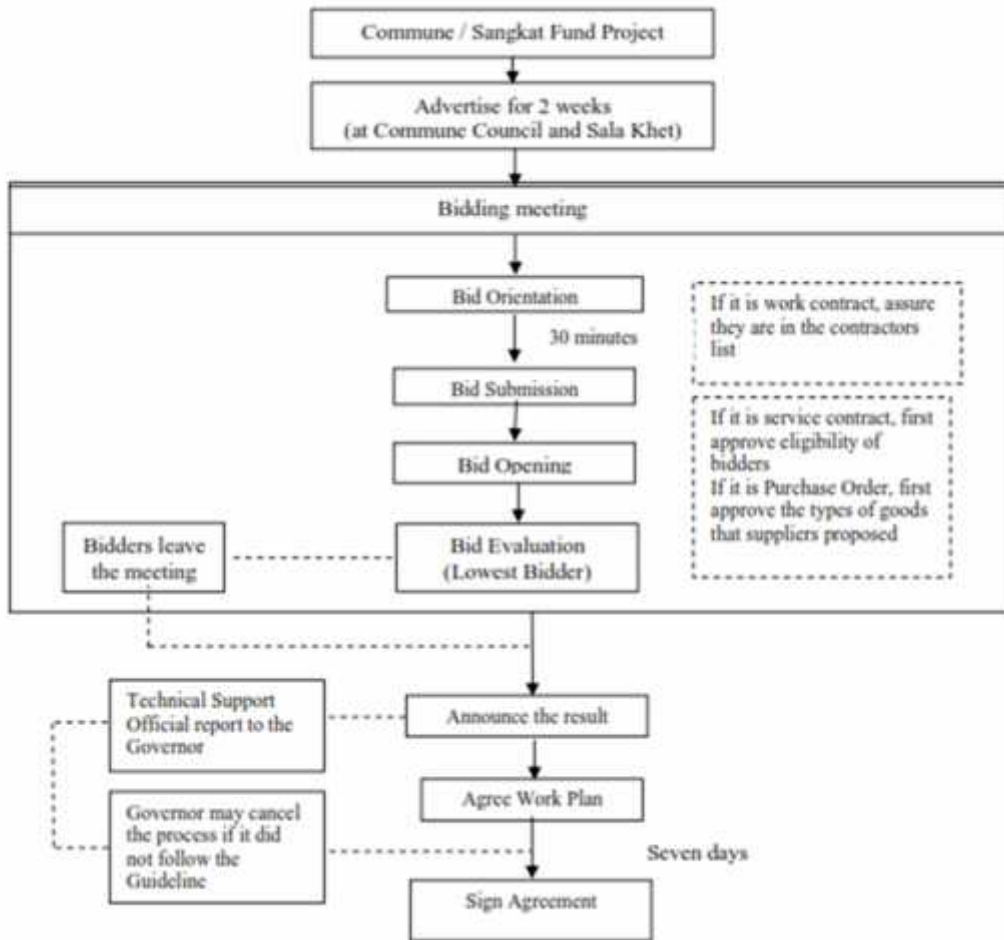 Commune / Sangkat Fund Project
Advertise for 2 weeks
(at Commune Council and Sala Khet)
Bidding meeting
Bid Orientation
30 minutes
If it is work contract, assure
they are in the contractors
list
Bid Submission
If it is service contract, first
approve eligibility of
bidders
If it is Purchase Order, first
approve the types of goods
that suppliers proposed
Bid Opening
Bidders leave
the meeting
Bid Evaluation
(Lowest Bidder)
Technical Support
Official report to the
Governor
Announce the result
Agree Work Plan
Governor may cancel
the process if it did
not follow the
Guideline
Seven days
Sign Agreement